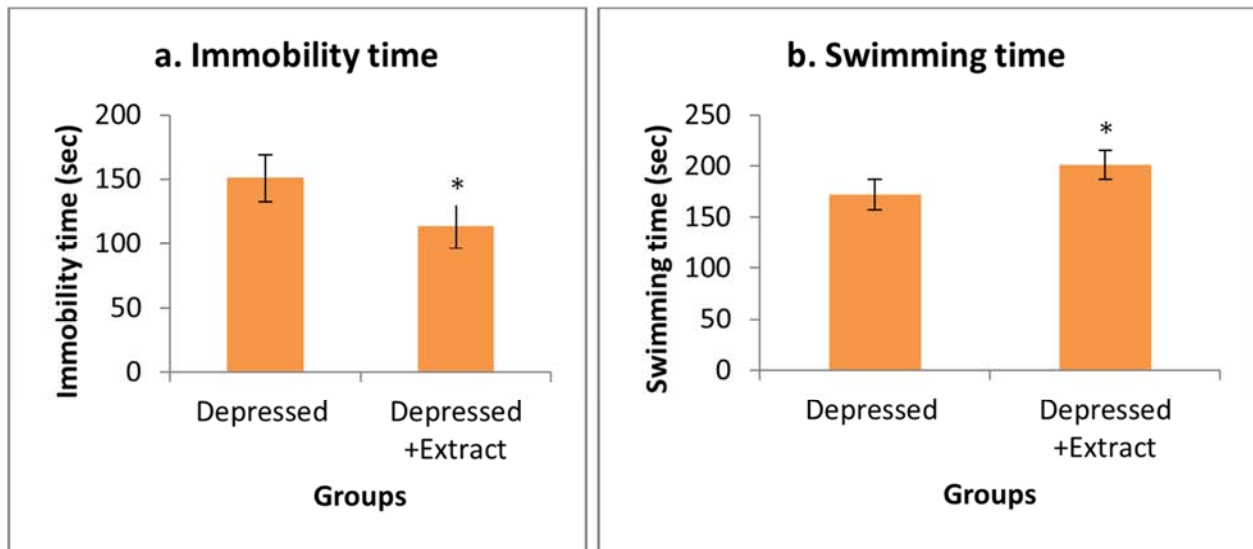 a. Immobility time
Immobility time (sec)
200
150
100
50
0
*
Depressed
Depressed
+Extract
Groups
b. Swimming time
Swimming time (sec)
250
200
150
100
50
0
*
Depressed
Depressed
+Extract
Groups